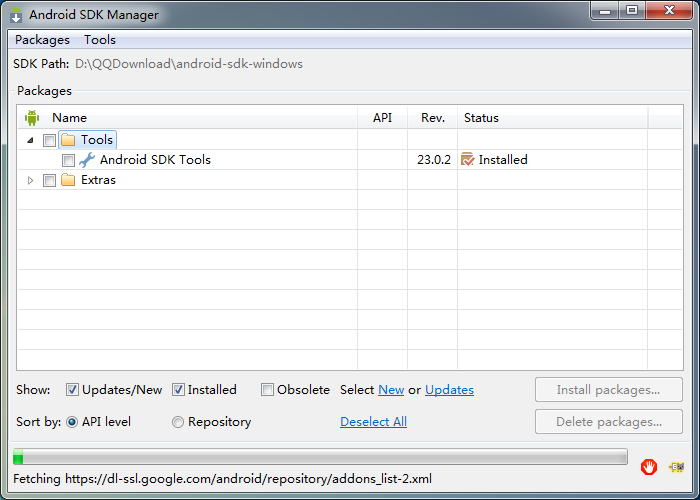 Android SDK Manager
Packages Tools
SDK Path: D:\QQDownload\android-sdk-windows
Packages
Name API Rev. Status
Tools
Android SDK Tools 23.0.2 Installed
Extras
Show: Updates/New Installed Obsolete Select New or Updates Install packages...
Sort by: API level Repository Deselect All Delete packages...
Fetching https://dl-ssl.google.com/android/repository/addons_list-2.xml